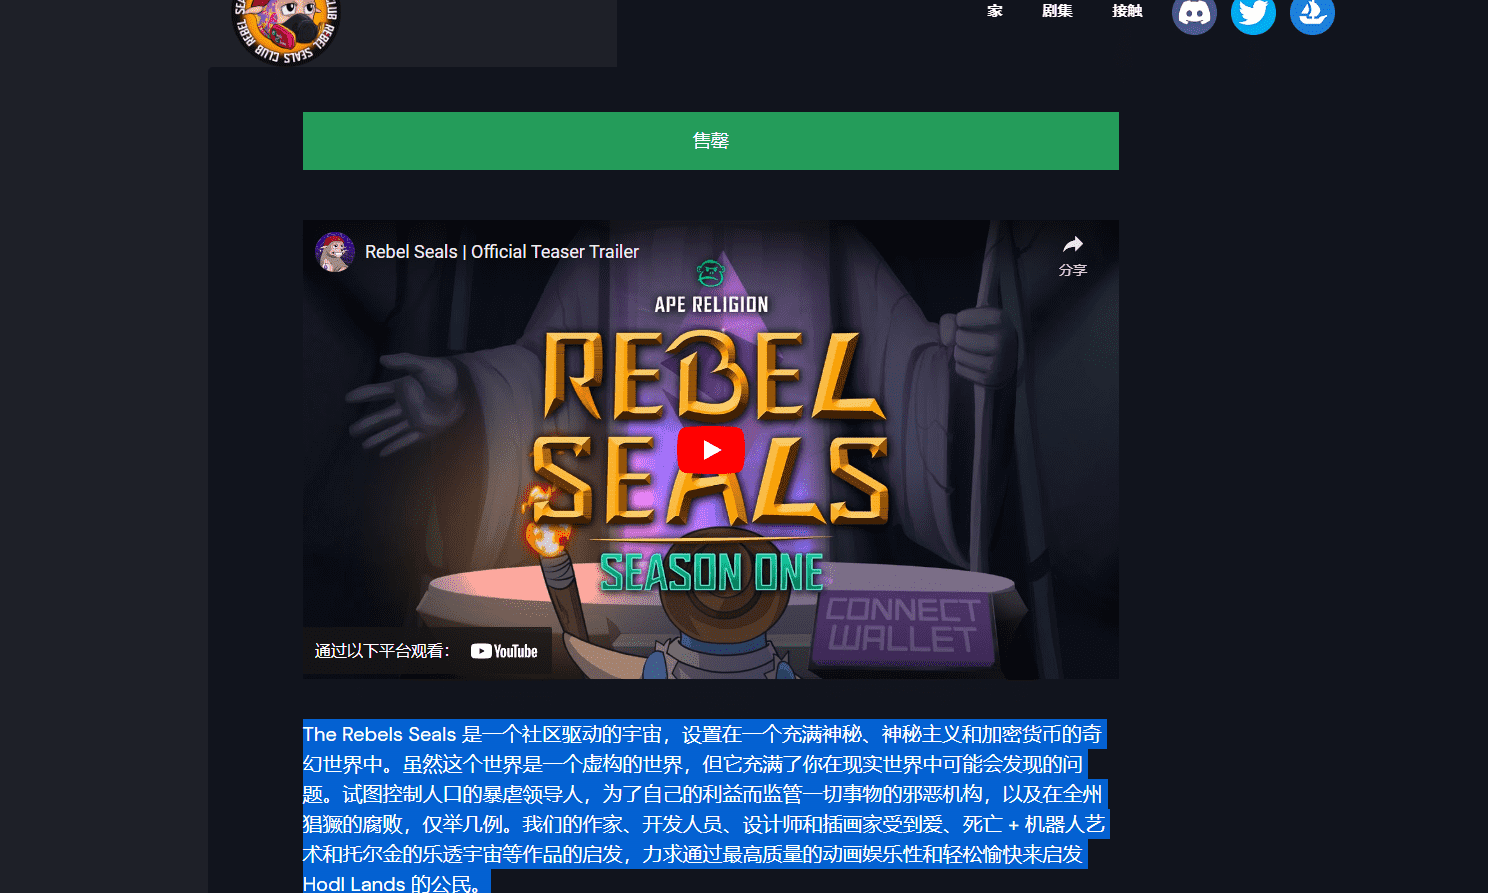 CLUB REBEL SEALS CLUB REBEL SEA
家 剧集 接触
售罄
Rebel Seals | Official Teaser Trailer
分享
APE RELIGION
REBEL
SEALS
SEASON ONE
CONNECT
WALLET
通过以下平台观看： YouTube
The Rebels Seals 是一个社区驱动的宇宙，设置在一个充满神秘、神秘主义和加密货币的奇
幻世界中。虽然这个世界是一个虚构的世界，但它充满了你在现实世界中可能会发现的问
题。试图控制人口的暴虐领导人，为了自己的利益而监管一切事物的邪恶机构，以及在全州
猖獗的腐败，仅举几例。我们的作家、开发人员、设计师和插画家受到爱、死亡 + 机器人艺
术和托尔金的乐透宇宙等作品的启发，力求通过最高质量的动画娱乐性和轻松愉快来启发
Hodl Lands 的公民。